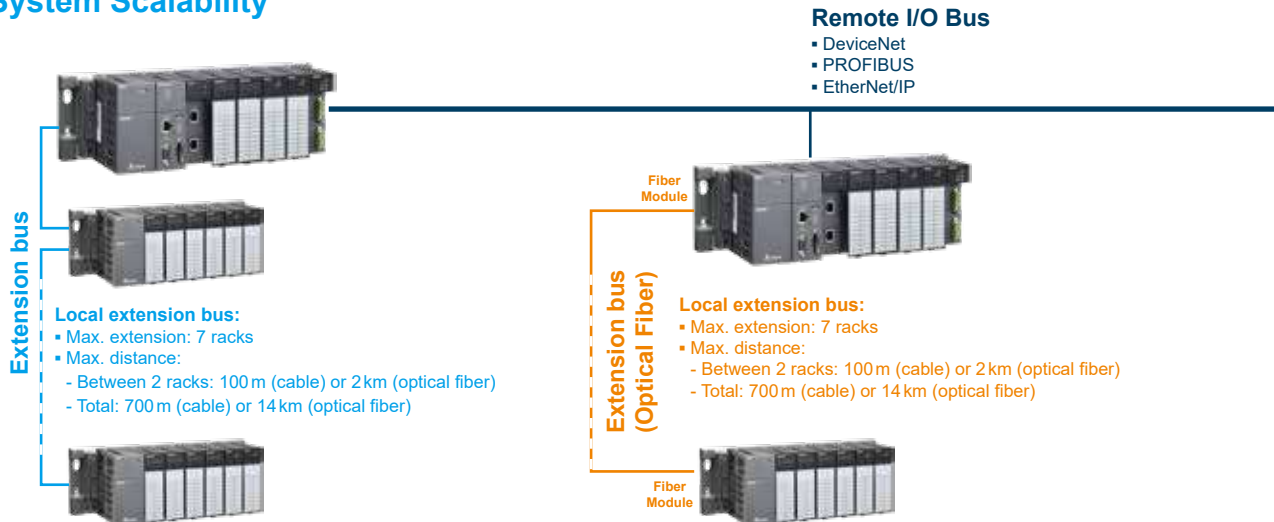 System Scalability
Remote I/O Bus
▪ DeviceNet
▪ PROFIBUS
▪ EtherNet/IP
Extension bus
Local extension bus:
▪ Max. extension: 7 racks
▪ Max. distance:
- Between 2 racks: 100 m (cable) or 2 km (optical fiber)
- Total: 700 m (cable) or 14 km (optical fiber)
Fiber
Module
Extension bus
(Optical Fiber)
Local extension bus:
▪ Max. extension: 7 racks
▪ Max. distance:
- Between 2 racks: 100 m (cable) or 2 km (optical fiber)
- Total: 700 m (cable) or 14 km (optical fiber)
Fiber
Module